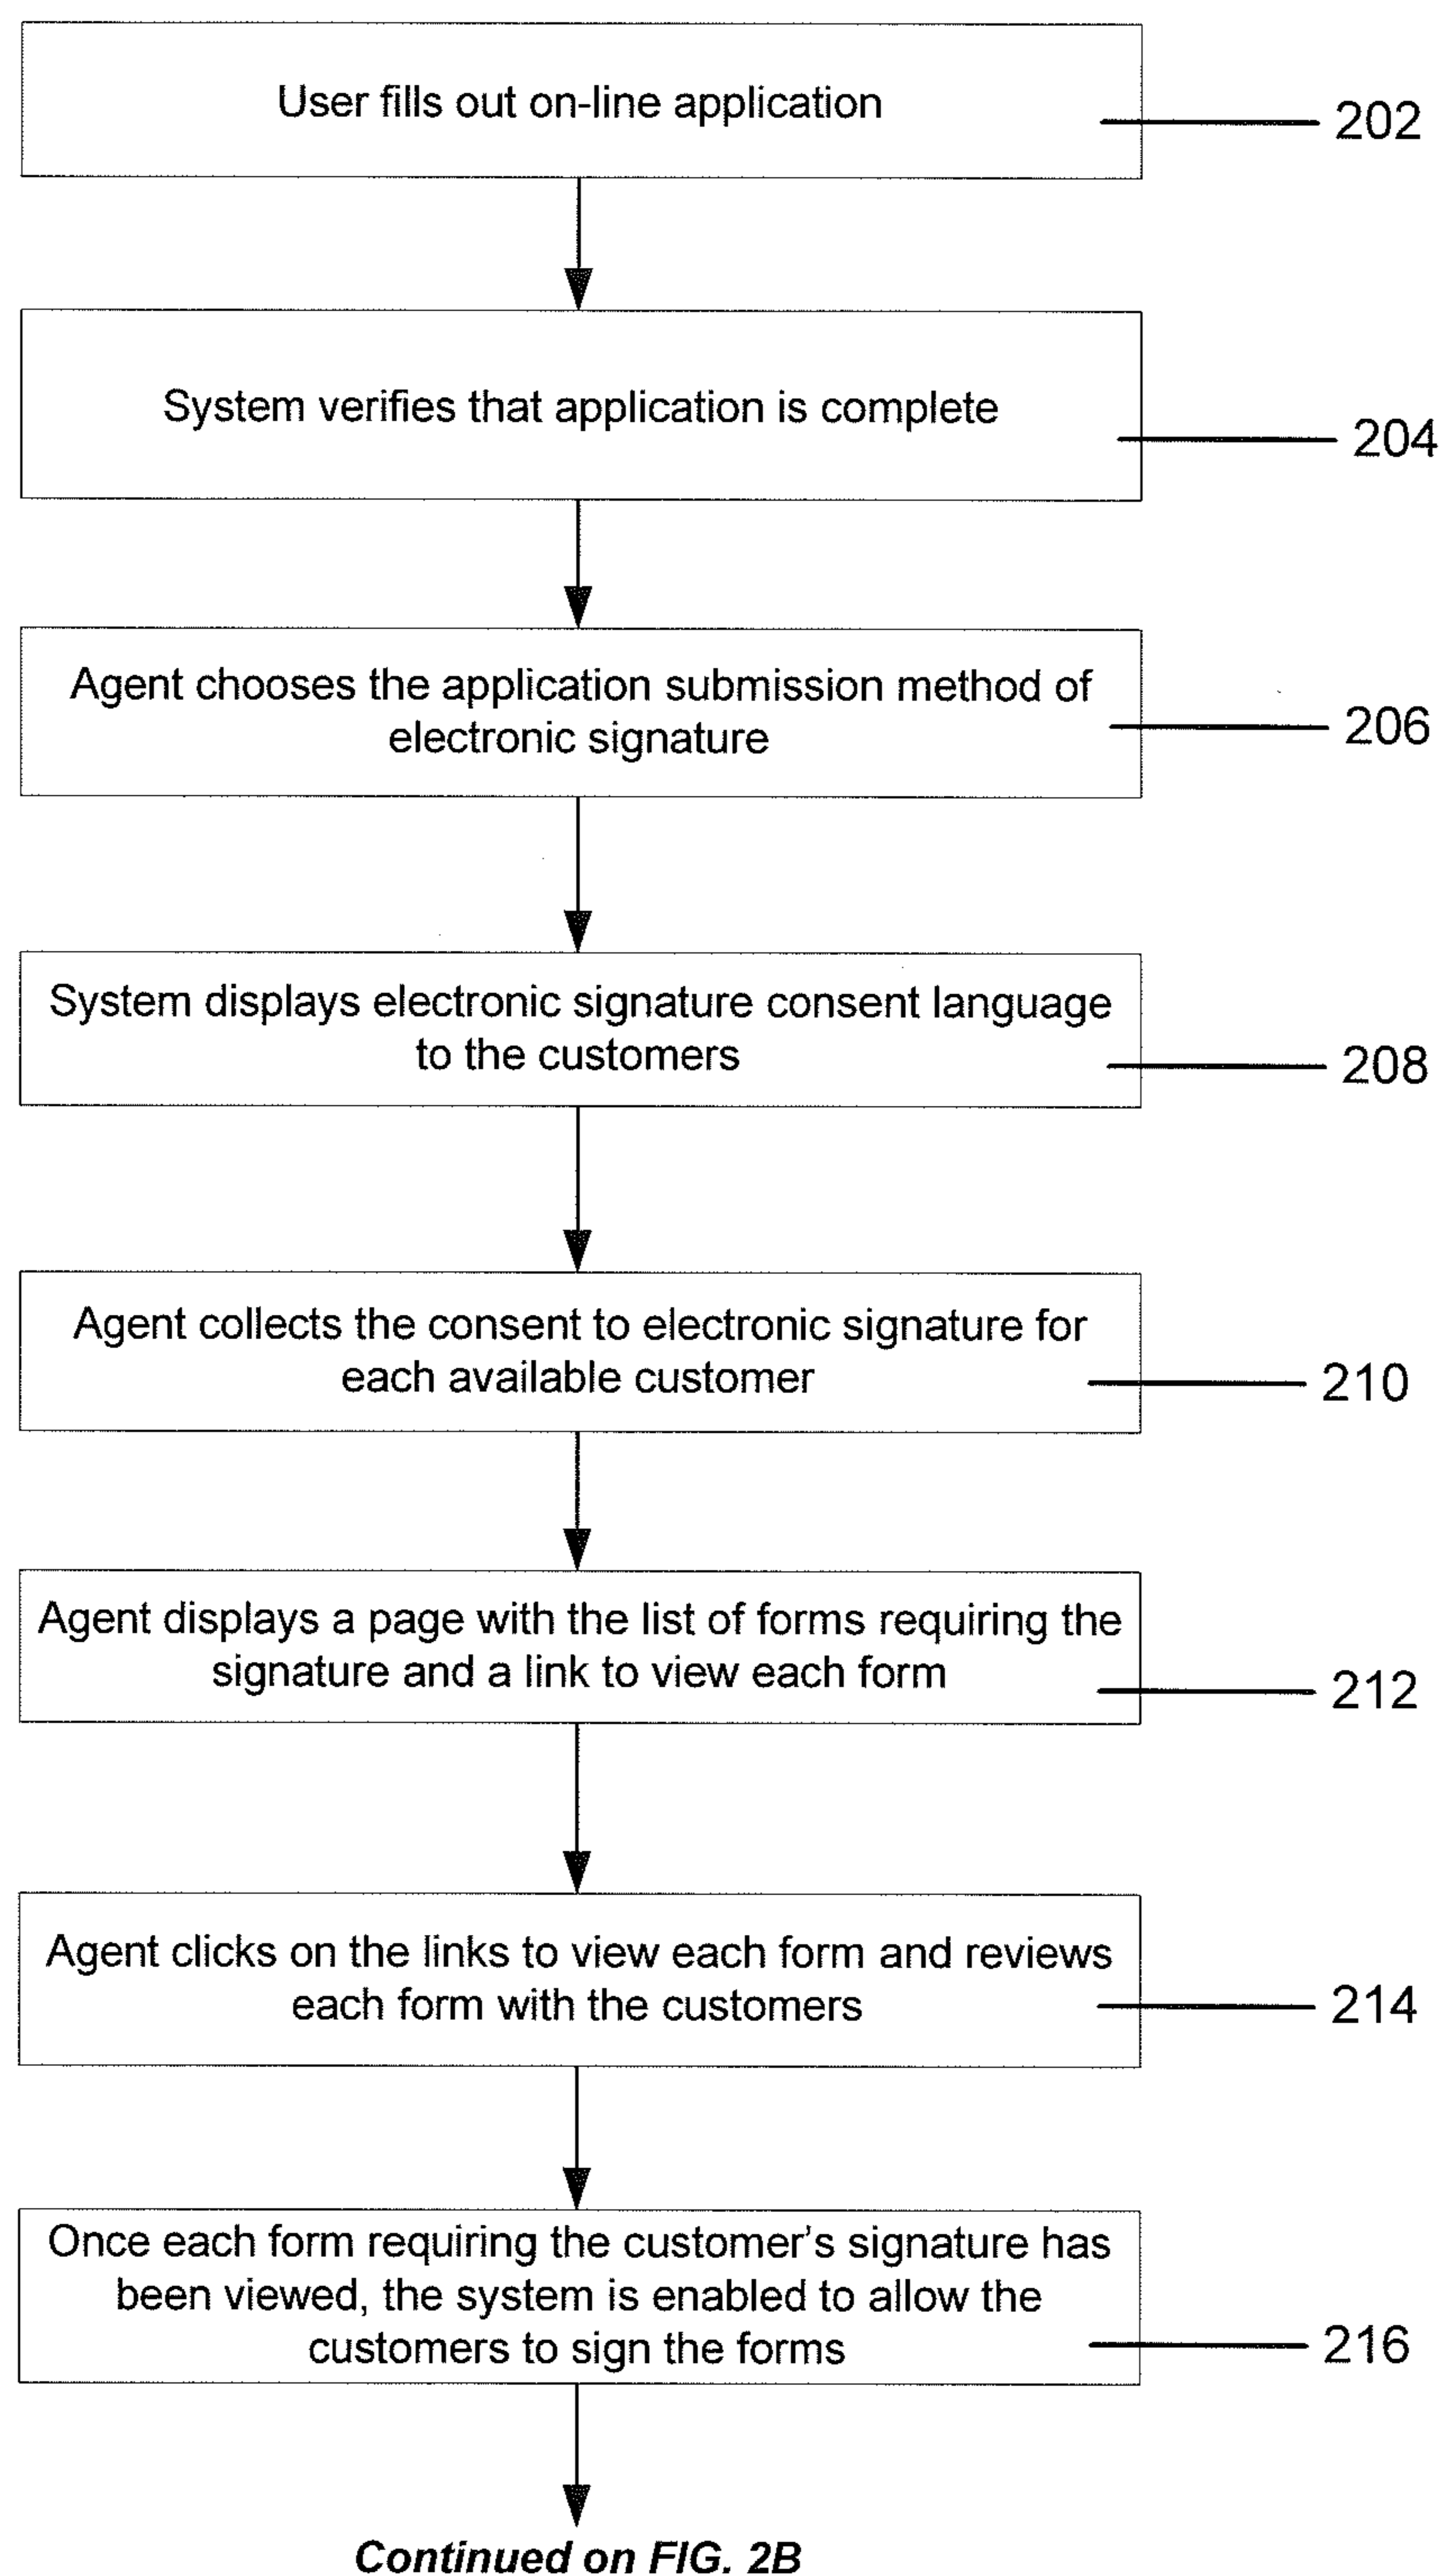 User fills out on-line application
202
System verifies that application is complete
204
Agent chooses the application submission method of
electronic signature
206
System displays electronic signature consent language
to the customers
208
Agent collects the consent to electronic signature for
each available customer
210
Agent displays a page with the list of forms requiring the
signature and a link to view each form
212
Agent clicks on the links to view each form and reviews
each form with the customers
214
Once each form requiring the customer’s signature has
been viewed, the system is enabled to allow the
customers to sign the forms
216
Continued on FIG. 2B